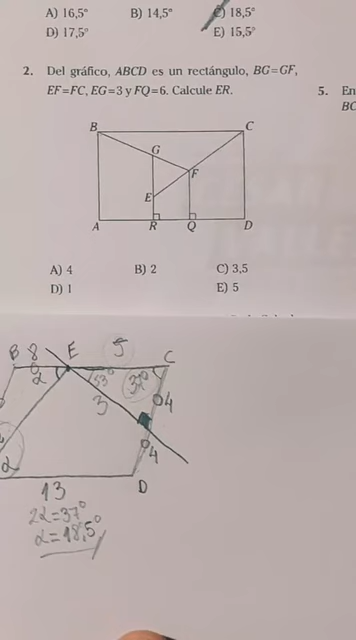 A) 16,5° B) 14,5° C) 18,5°
D) 17,5° E) 15,5°
2. Del gráfico, ABCD es un rectángulo, BG=GF,
EF=FC, EG=3 y FQ=6. Calcule ER.
5. En
BC
B C
G
F
E
A R Q D
A) 4 B) 2 C) 3,5
D) 1 E) 5
B 8 E 5 C
α 53° 37°
3 4
α 4
13 D
2α=37°
α=18,5°